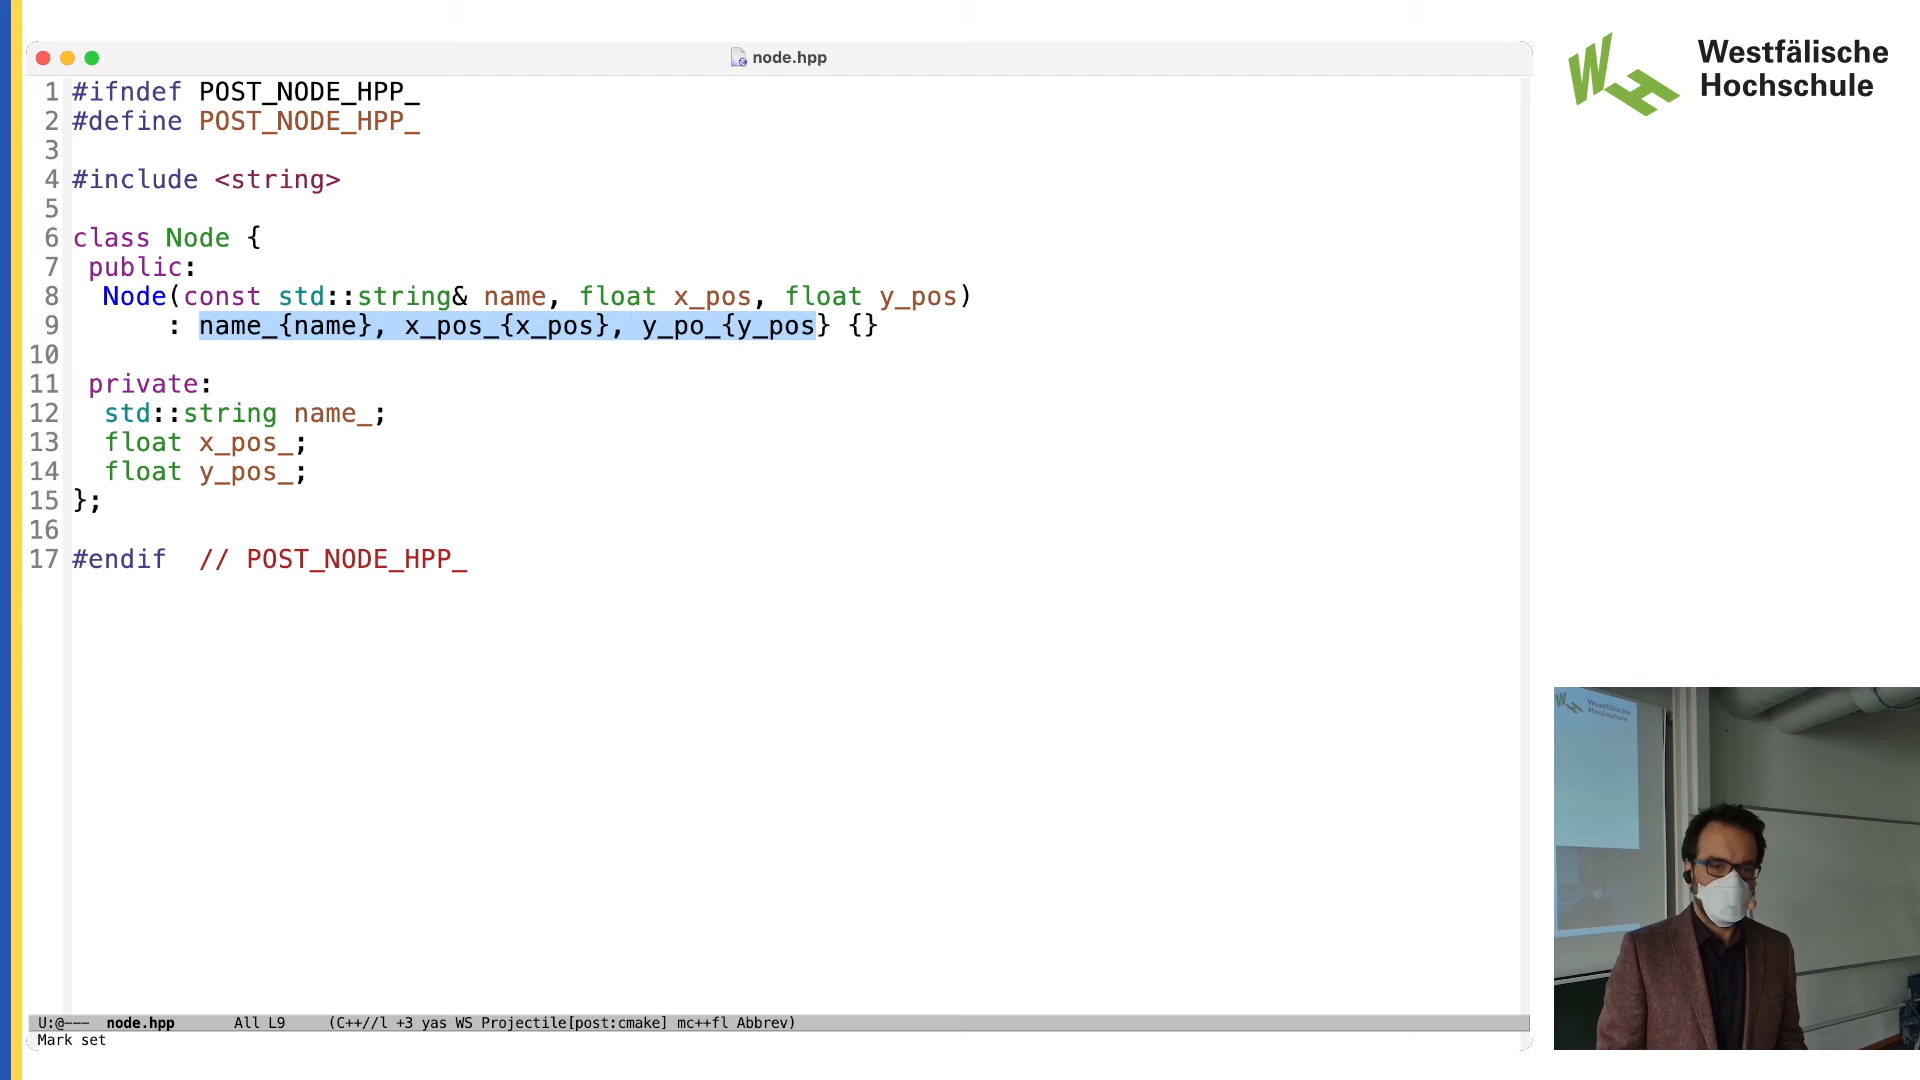 node.hpp
1 #ifndef POST_NODE_HPP_
2 #define POST_NODE_HPP_
3
4 #include <string>
5
6 class Node {
7 public:
8 Node(const std::string& name, float x_pos, float y_pos)
9 : name_{name}, x_pos_{x_pos}, y_po_{y_pos} {}
10
11 private:
12 std::string name_;
13 float x_pos_;
14 float y_pos_;
15 };
16
17 #endif // POST_NODE_HPP_
U:@--- node.hpp All L9 (C++//l +3 yas WS Projectile[post:cmake] mc++fl Abbrev)
Mark set
Westfälische
Hochschule
Westfälische
Hochschule